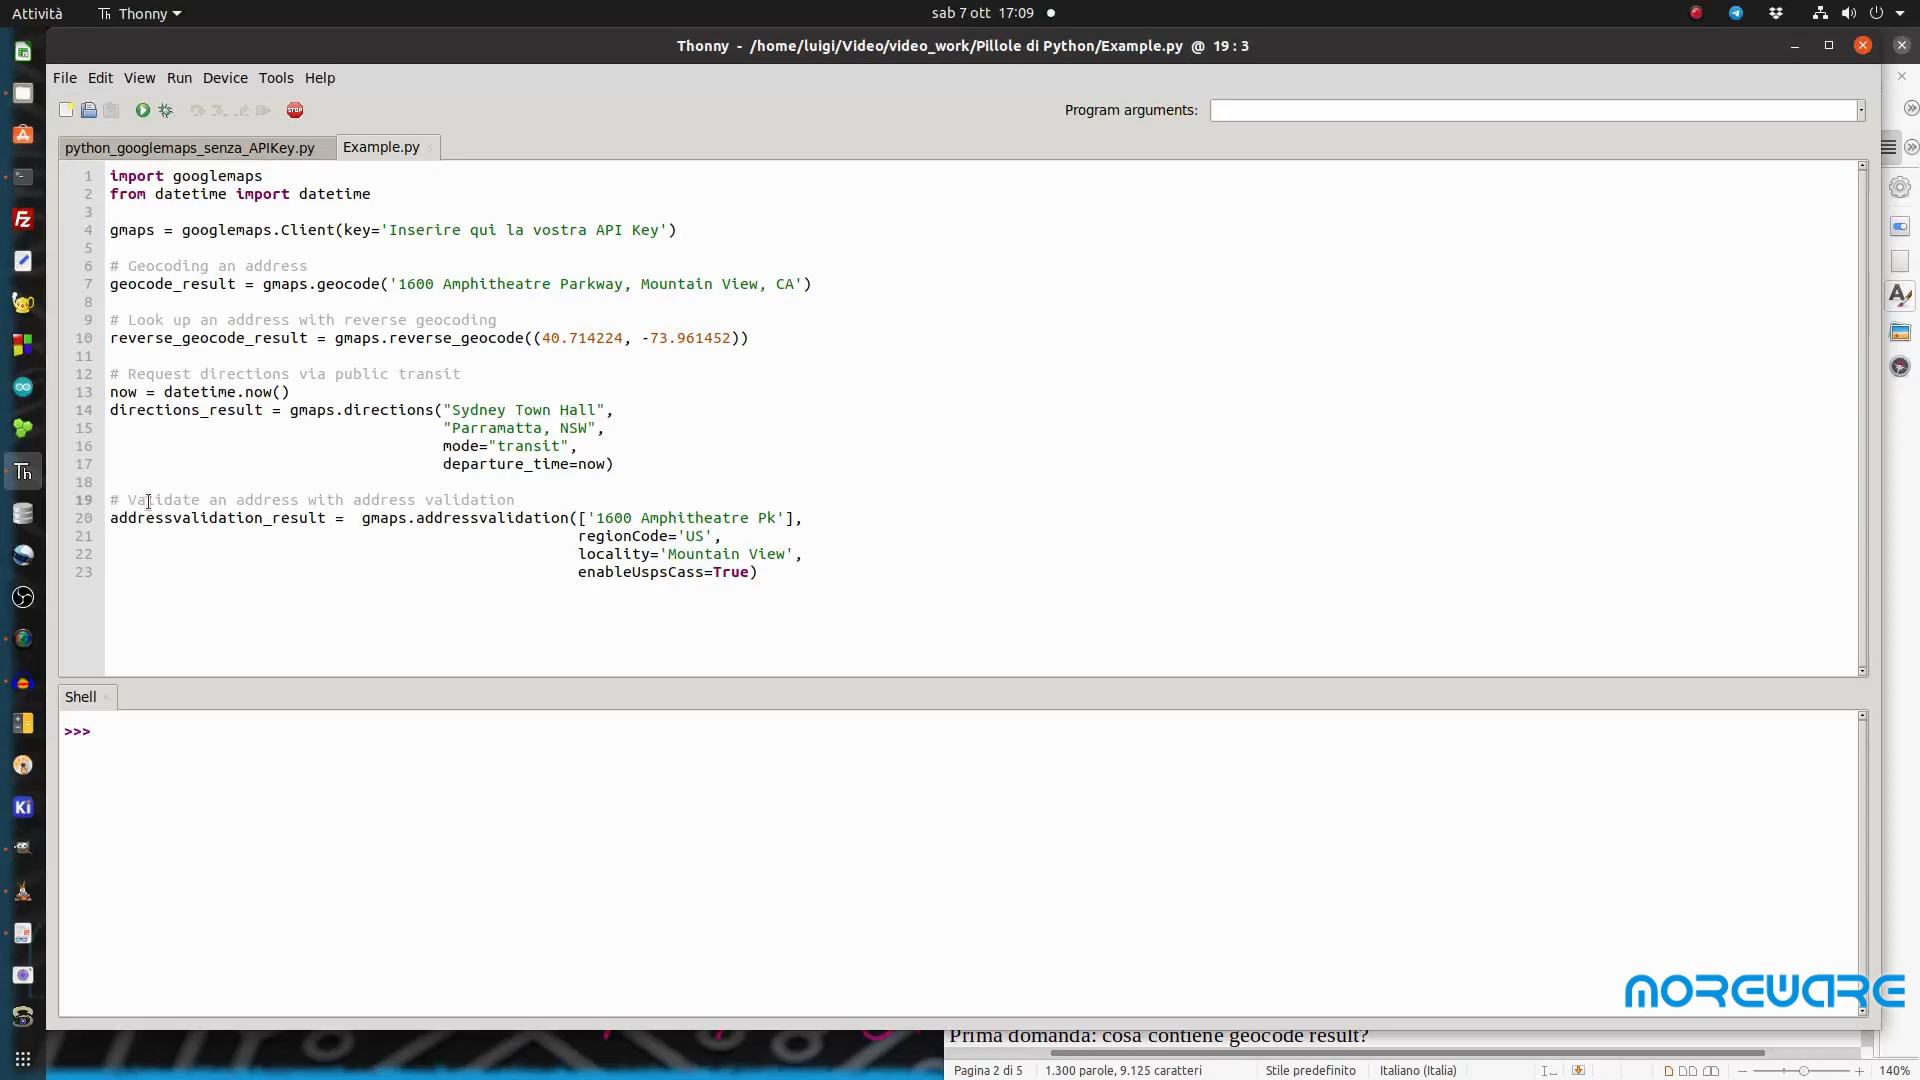 Attività
Thonny
sab 7 ott 17:09
Thonny - /home/luigi/Video/video_work/Pillole di Python/Example.py @ 19 : 3
File Edit View Run Device Tools Help
STOP
Program arguments:
python_googlemaps_senza_APIKey.py
Example.py
1 import googlemaps
2 from datetime import datetime
3
4 gmaps = googlemaps.Client(key='Inserire qui la vostra API Key')
5
6 # Geocoding an address
7 geocode_result = gmaps.geocode('1600 Amphitheatre Parkway, Mountain View, CA')
8
9 # Look up an address with reverse geocoding
10 reverse_geocode_result = gmaps.reverse_geocode((40.714224, -73.961452))
11
12 # Request directions via public transit
13 now = datetime.now()
14 directions_result = gmaps.directions("Sydney Town Hall",
15 "Parramatta, NSW",
16 mode="transit",
17 departure_time=now)
18
19 # Validate an address with address validation
20 addressvalidation_result =  gmaps.addressvalidation(['1600 Amphitheatre Pk'],
21 regionCode='US',
22 locality='Mountain View',
23 enableUspsCass=True)
Shell
>>>
Fz
Th
Ki
MOREWARE
Prima domanda: cosa contiene geocode result?
Pagina 2 di 5
1.300 parole, 9.125 caratteri
Stile predefinito
Italiano (Italia)
140%